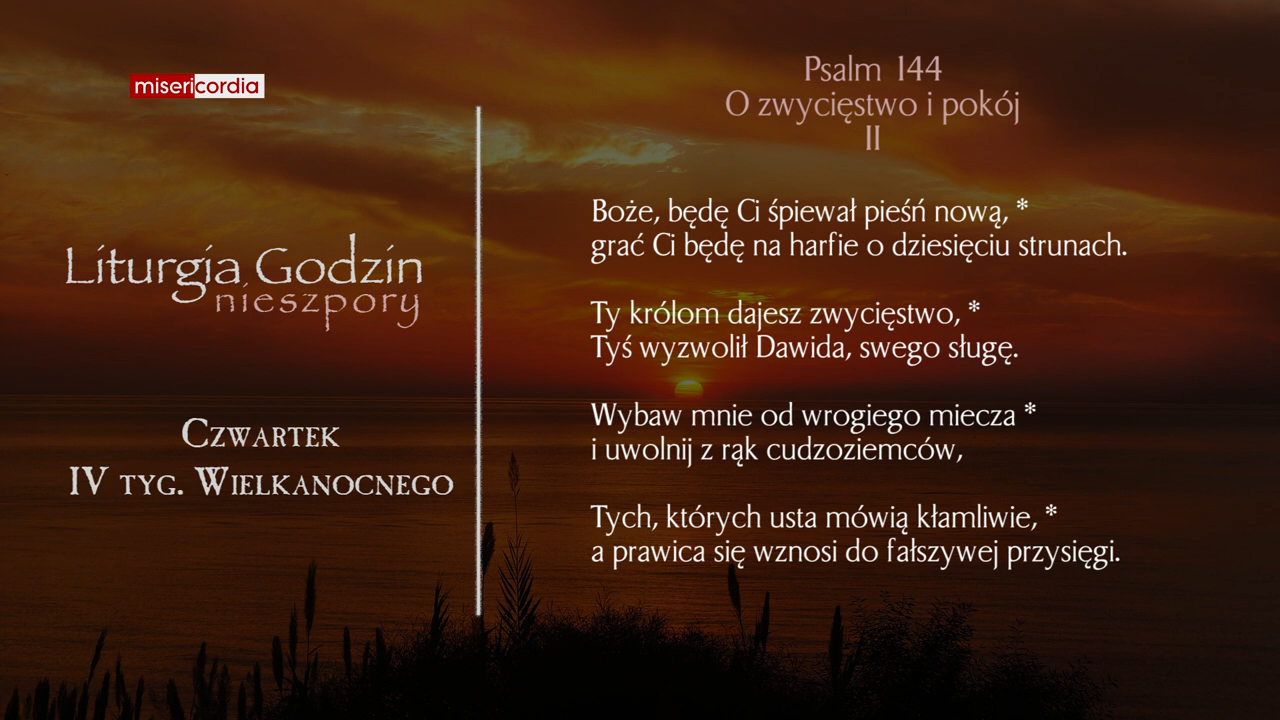 misericordia
Liturgia Godzin
nieszpory
Czwartek
IV tyg. Wielkanocnego
Psalm 144
O zwycięstwo i pokój
II
Boże, będę Ci śpiewał pieśń nową, *
grać Ci będę na harfie o dziesięciu strunach.
Ty królom dajesz zwycięstwo, *
Tyś wyzwolił Dawida, swego sługę.
Wybaw mnie od wrogiego miecza *
i uwolnij z rąk cudzoziemców,
Tych, których usta mówią kłamliwie, *
a prawica się wznosi do fałszywej przysięgi.